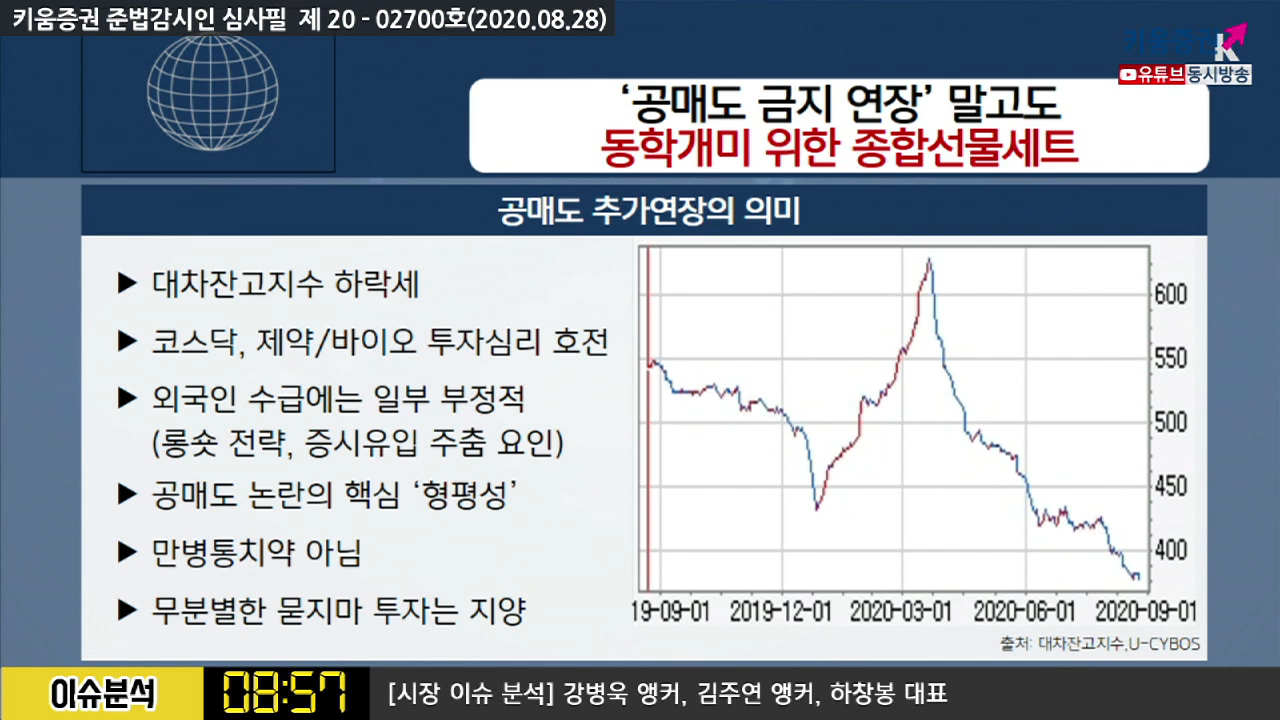 키움증권 준법감시인 심사필 제 20 - 02700호(2020.08.28)
키움증권
유튜브동시방송
‘공매도 금지 연장’ 말고도
동학개미 위한 종합선물세트
공매도 추가연장의 의미
▶ 대차잔고지수 하락세
▶ 코스닥, 제약/바이오 투자심리 호전
▶ 외국인 수급에는 일부 부정적
(롱숏 전략, 증시유입 주춤 요인)
▶ 공매도 논란의 핵심 ‘형평성’
▶ 만병통치약 아님
▶ 무분별한 묻지마 투자는 지양
600
550
500
450
400
19-09-01 2019-12-01 2020-03-01 2020-06-01 2020-09-01
출처: 대차잔고지수,U-CYBOS
이슈분석 08:57 [시장 이슈 분석] 강병욱 앵커, 김주연 앵커, 하창봉 대표